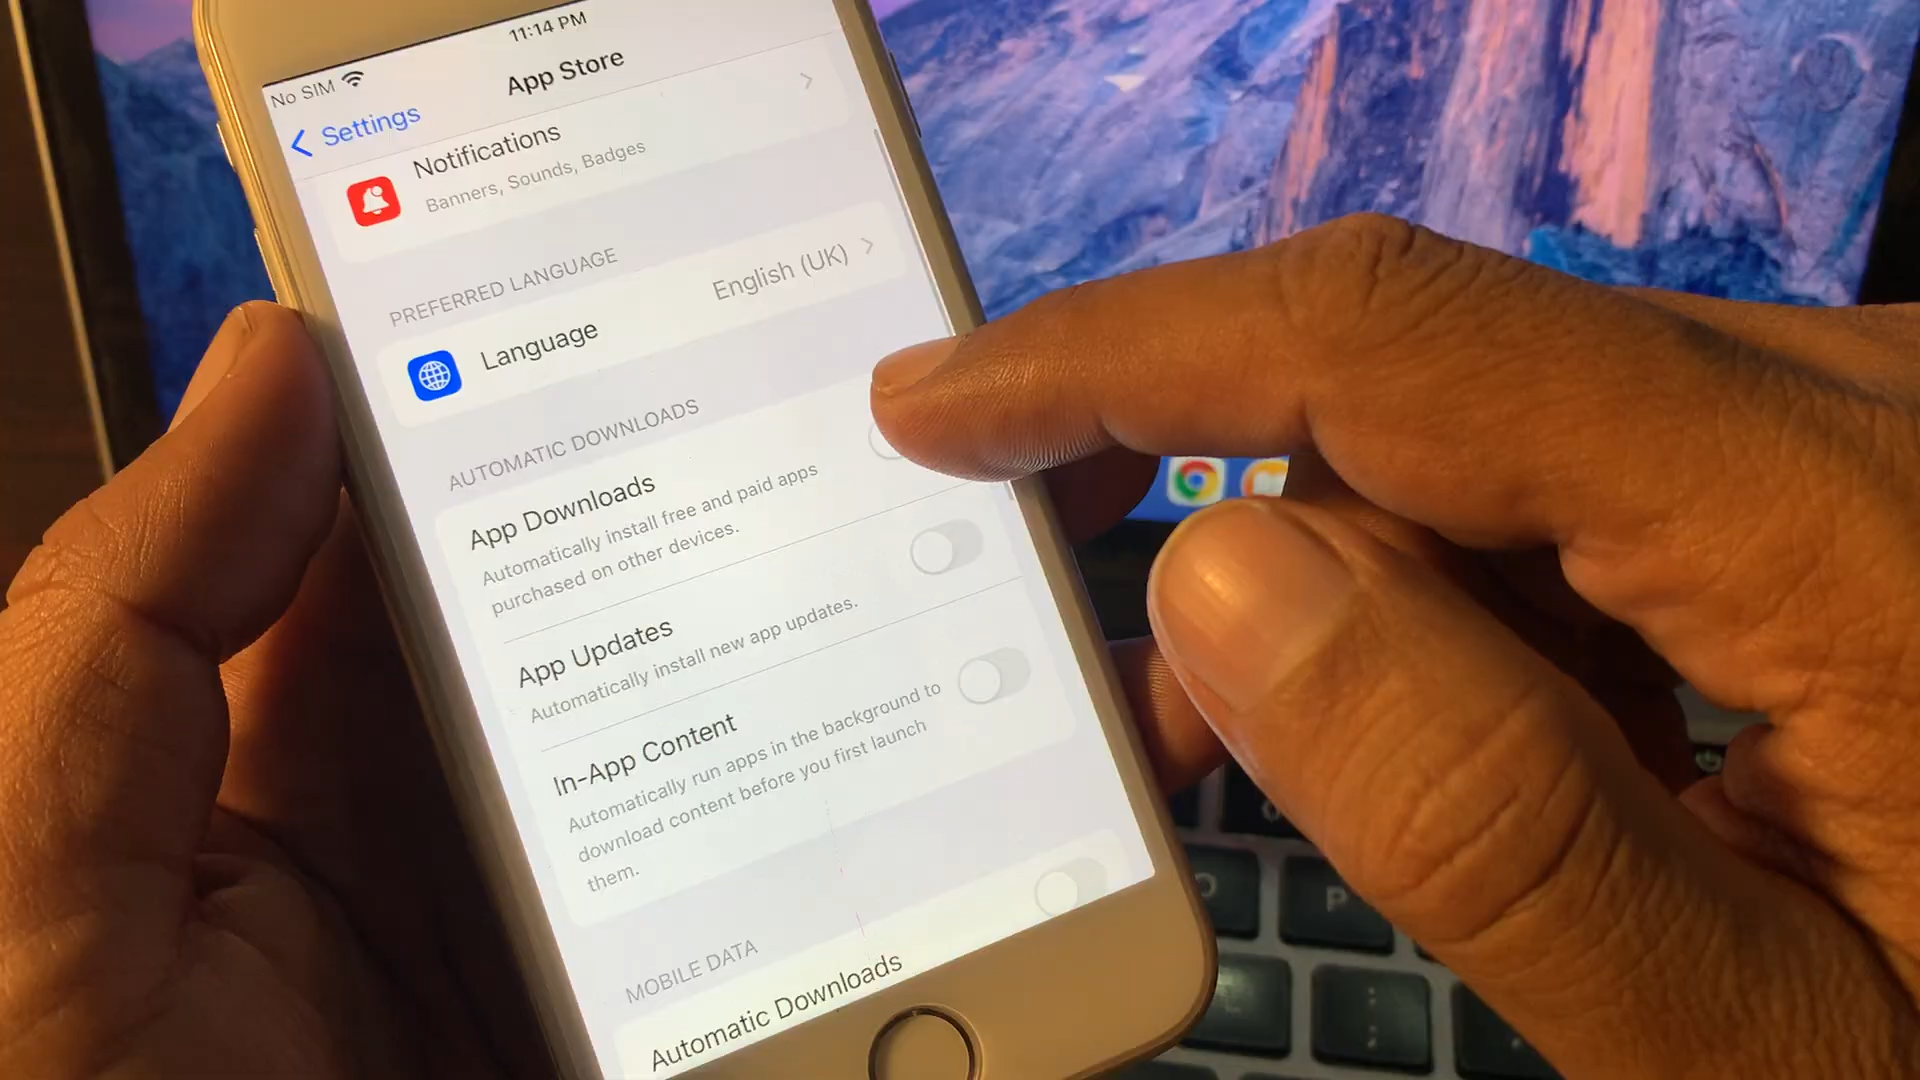 11:14 PM
No SIM
App Store
Settings
Notifications
Banners, Sounds, Badges
PREFERRED LANGUAGE
Language
English (UK)
AUTOMATIC DOWNLOADS
App Downloads
Automatically install free and paid apps
purchased on other devices.
App Updates
Automatically install new app updates.
In-App Content
Automatically run apps in the background to
download content before you first launch
them.
MOBILE DATA
Automatic Downloads
O
P
L